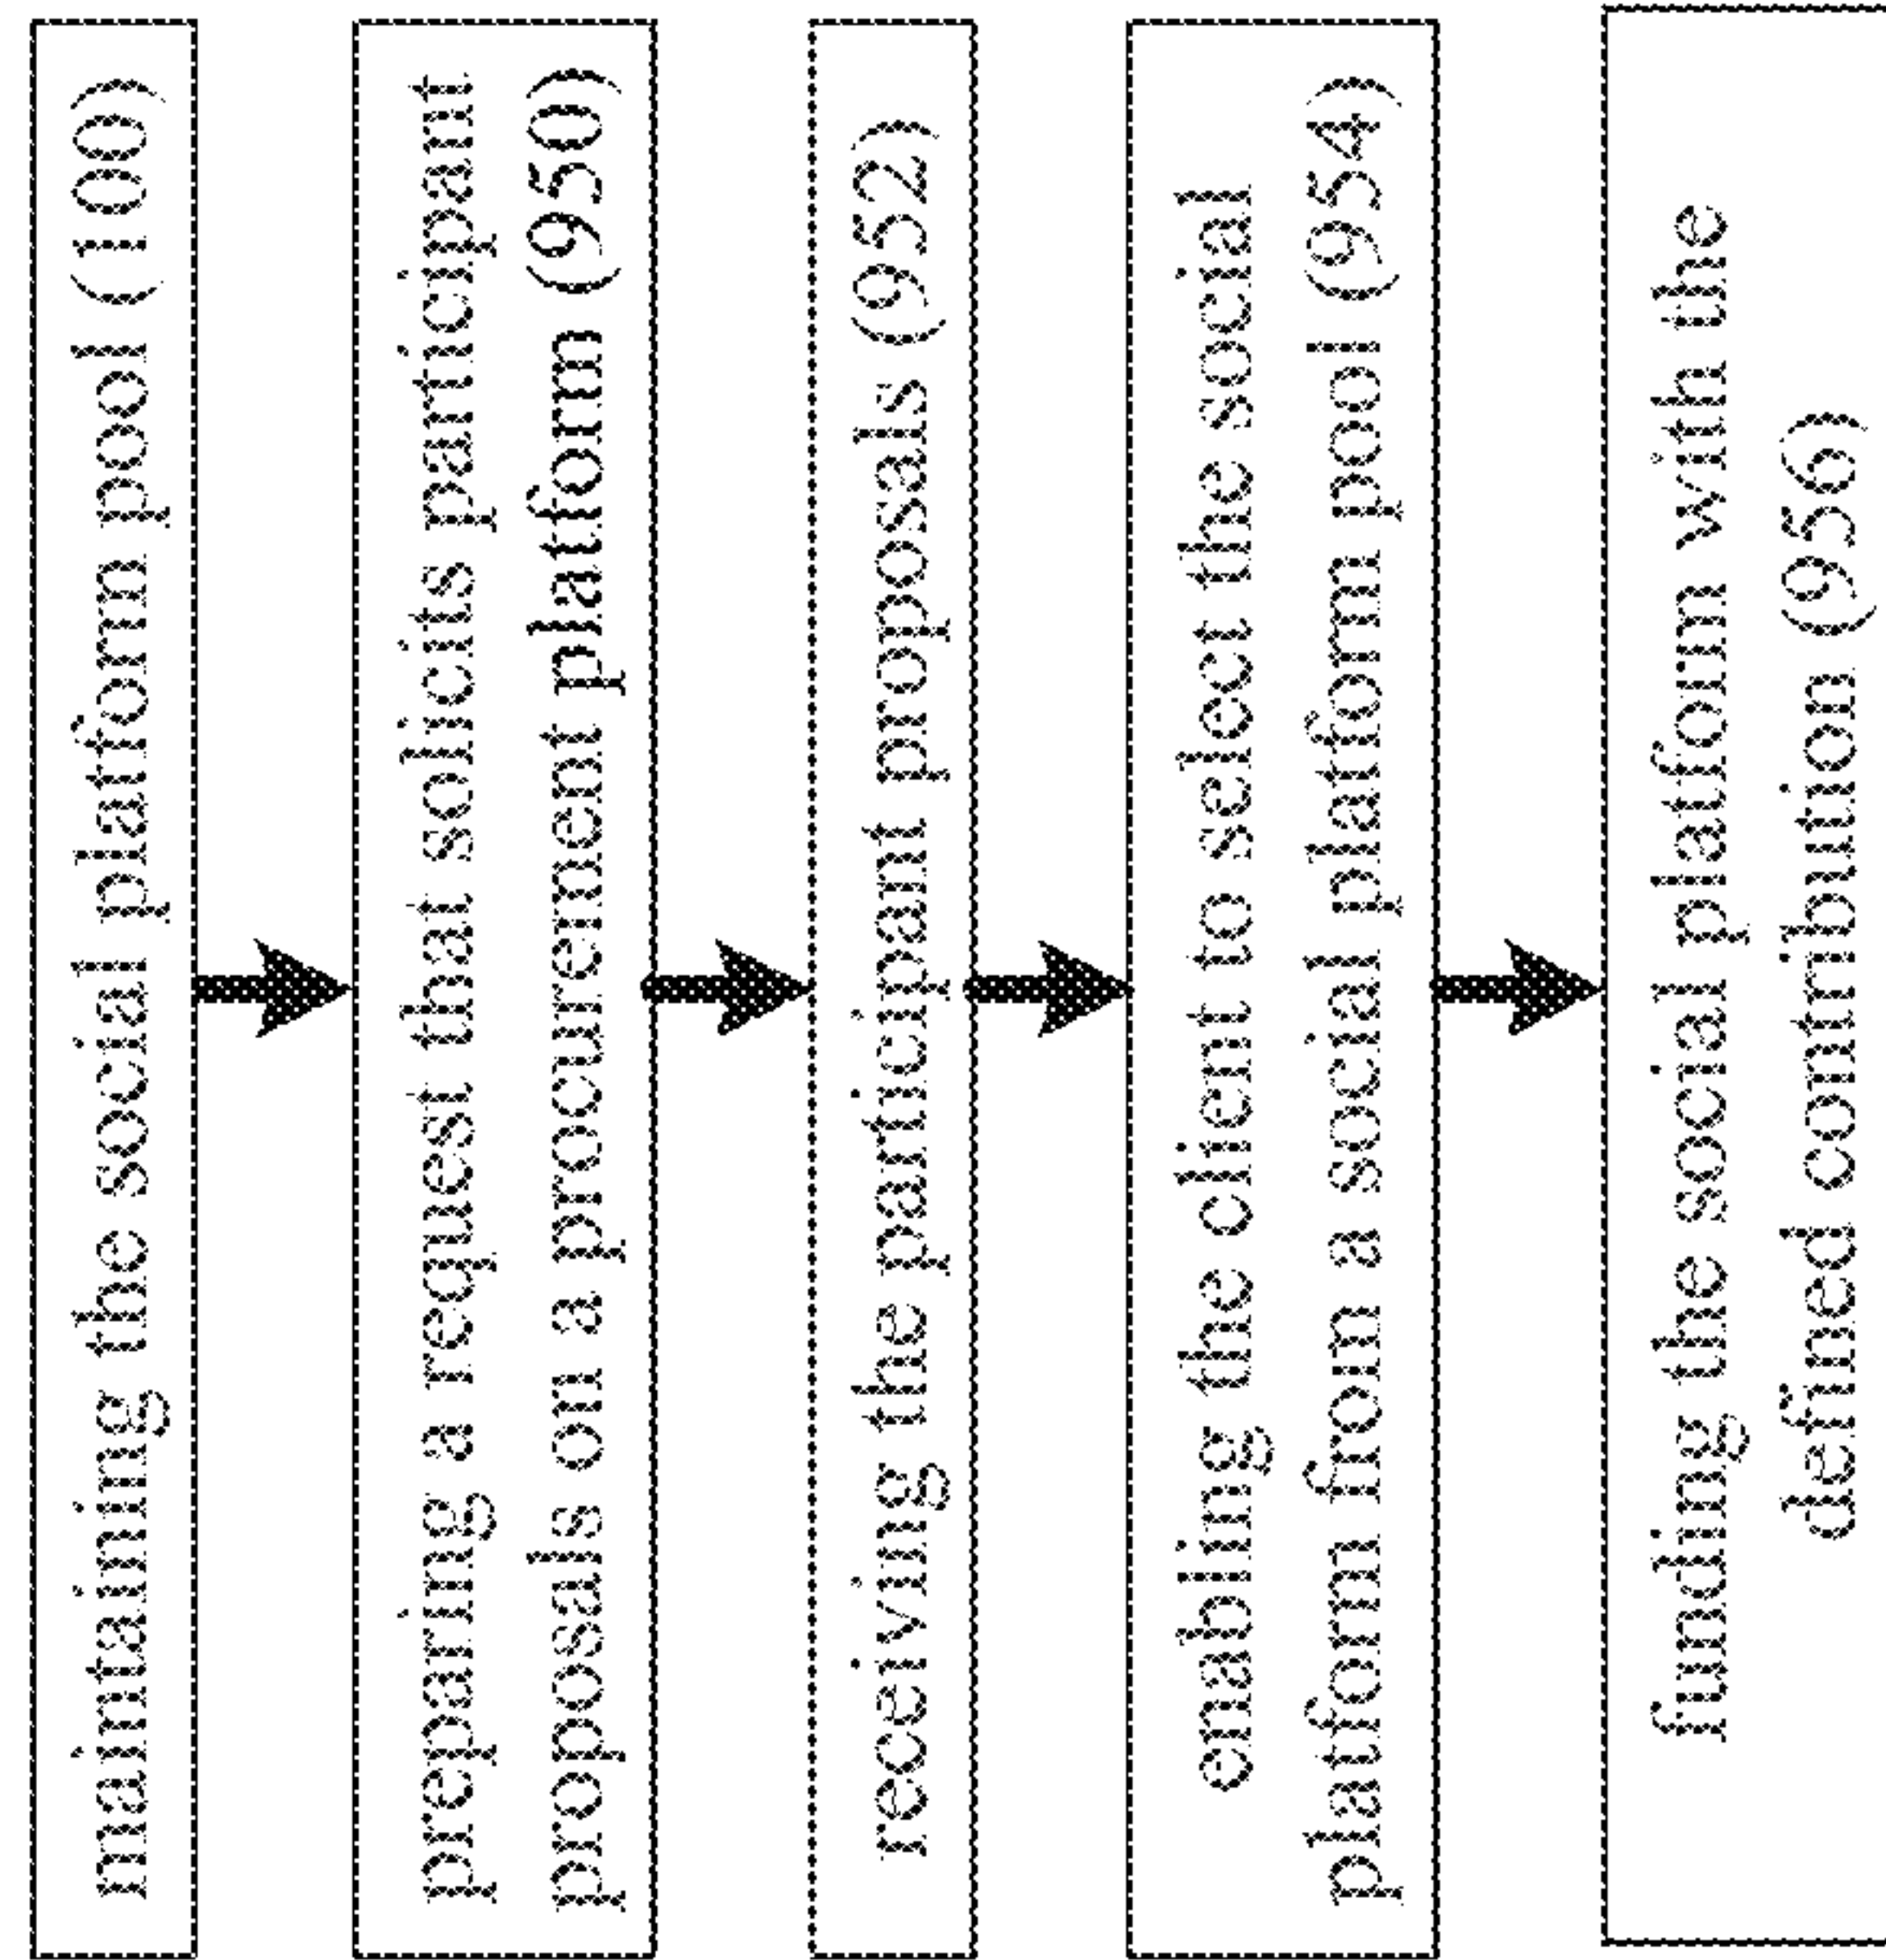 maintaining the social platform pool (100)
preparing a request that solicits participant
proposals on a procurement platform (950)
receiving the participant proposals (952)
enabling the client to select the social
platform from a social platform pool (954)
funding the social platform with the
defined contribution (956)